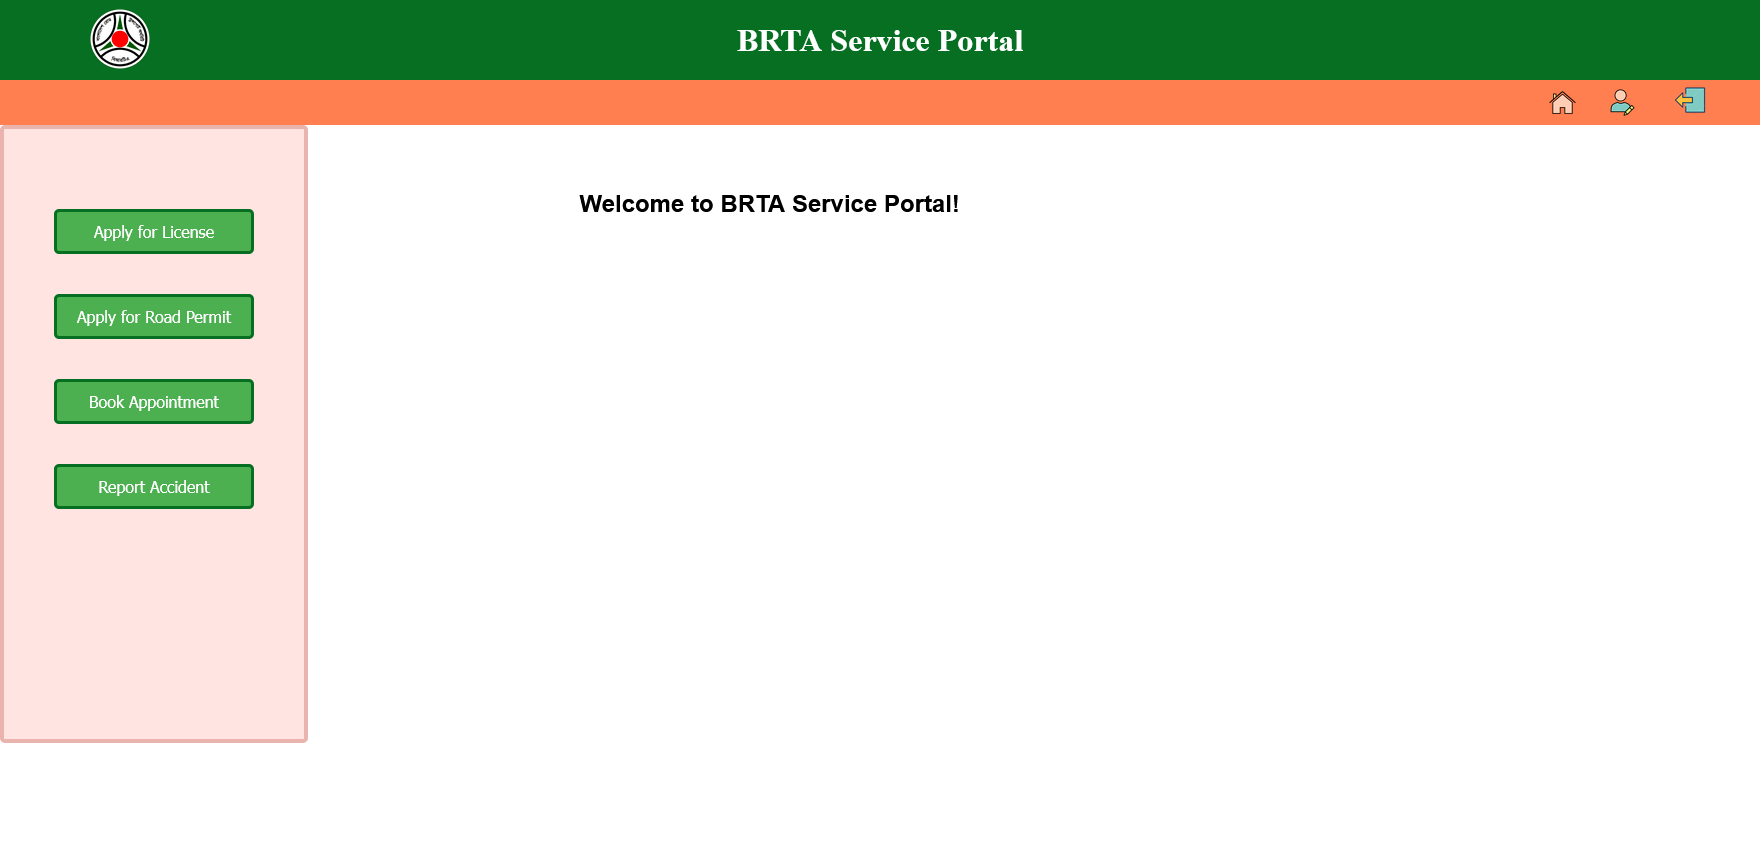 BRTA Service Portal
Welcome to BRTA Service Portal!
Apply for License
Apply for Road Permit
Book Appointment
Report Accident